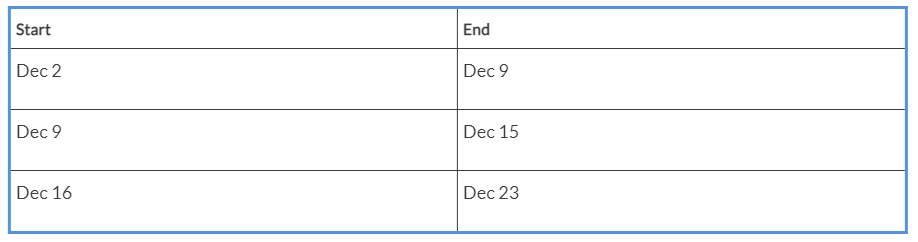 Start End
Dec 2 Dec 9
Dec 9 Dec 15
Dec 16 Dec 23